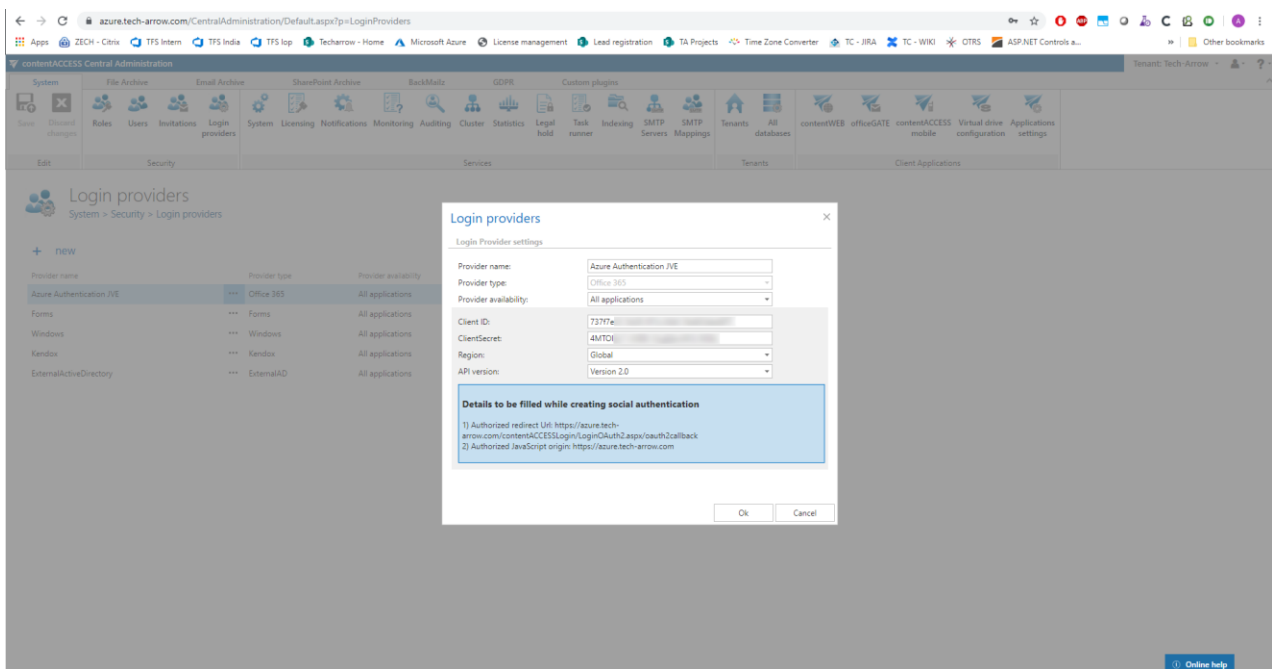 azure.tech-arrow.com/CentralAdministration/Default.aspx?p=LoginProviders
Apps ZECH - Citrix TFS Intern TFS India TFS Iop Techarrow - Home Microsoft Azure License management Lead registration TA Projects Time Zone Converter TC - JIRA TC - WIKI OTRS ASP.NET Controls a... » Other bookmarks
contentACCESS Central Administration Tenant: Tech-Arrow ?
System File Archive Email Archive SharePoint Archive BackMailz GDPR Custom plugins
Save Discard changes Roles Users Invitations Login providers System Licensing Notifications Monitoring Auditing Cluster Statistics Legal hold Task runner Indexing SMTP Servers SMTP Mappings Tenants All databases contentWEB officeGATE contentACCESS mobile Virtual drive configuration Applications settings
Edit Security Services Tenants Client Applications
Login providers
System > Security > Login providers
+ new
Provider name Provider type Provider availability
Azure Authentication JVE ... Office 365 All applications
Forms ... Forms All applications
Windows ... Windows All applications
Kendox ... Kendox All applications
ExternalActiveDirectory ... ExternalAD All applications
Login providers
Login Provider settings
Provider name: Azure Authentication JVE
Provider type: Office 365
Provider availability: All applications
Client ID: 737f7e
ClientSecret: 4MTOI
Region: Global
API version: Version 2.0
Details to be filled while creating social authentication
1) Authorized redirect Url: https://azure.tech-
arrow.com/contentACCESSLogin/LoginOAuth2.aspx/oauth2callback
2) Authorized JavaScript origin: https://azure.tech-arrow.com
Ok Cancel
Online help